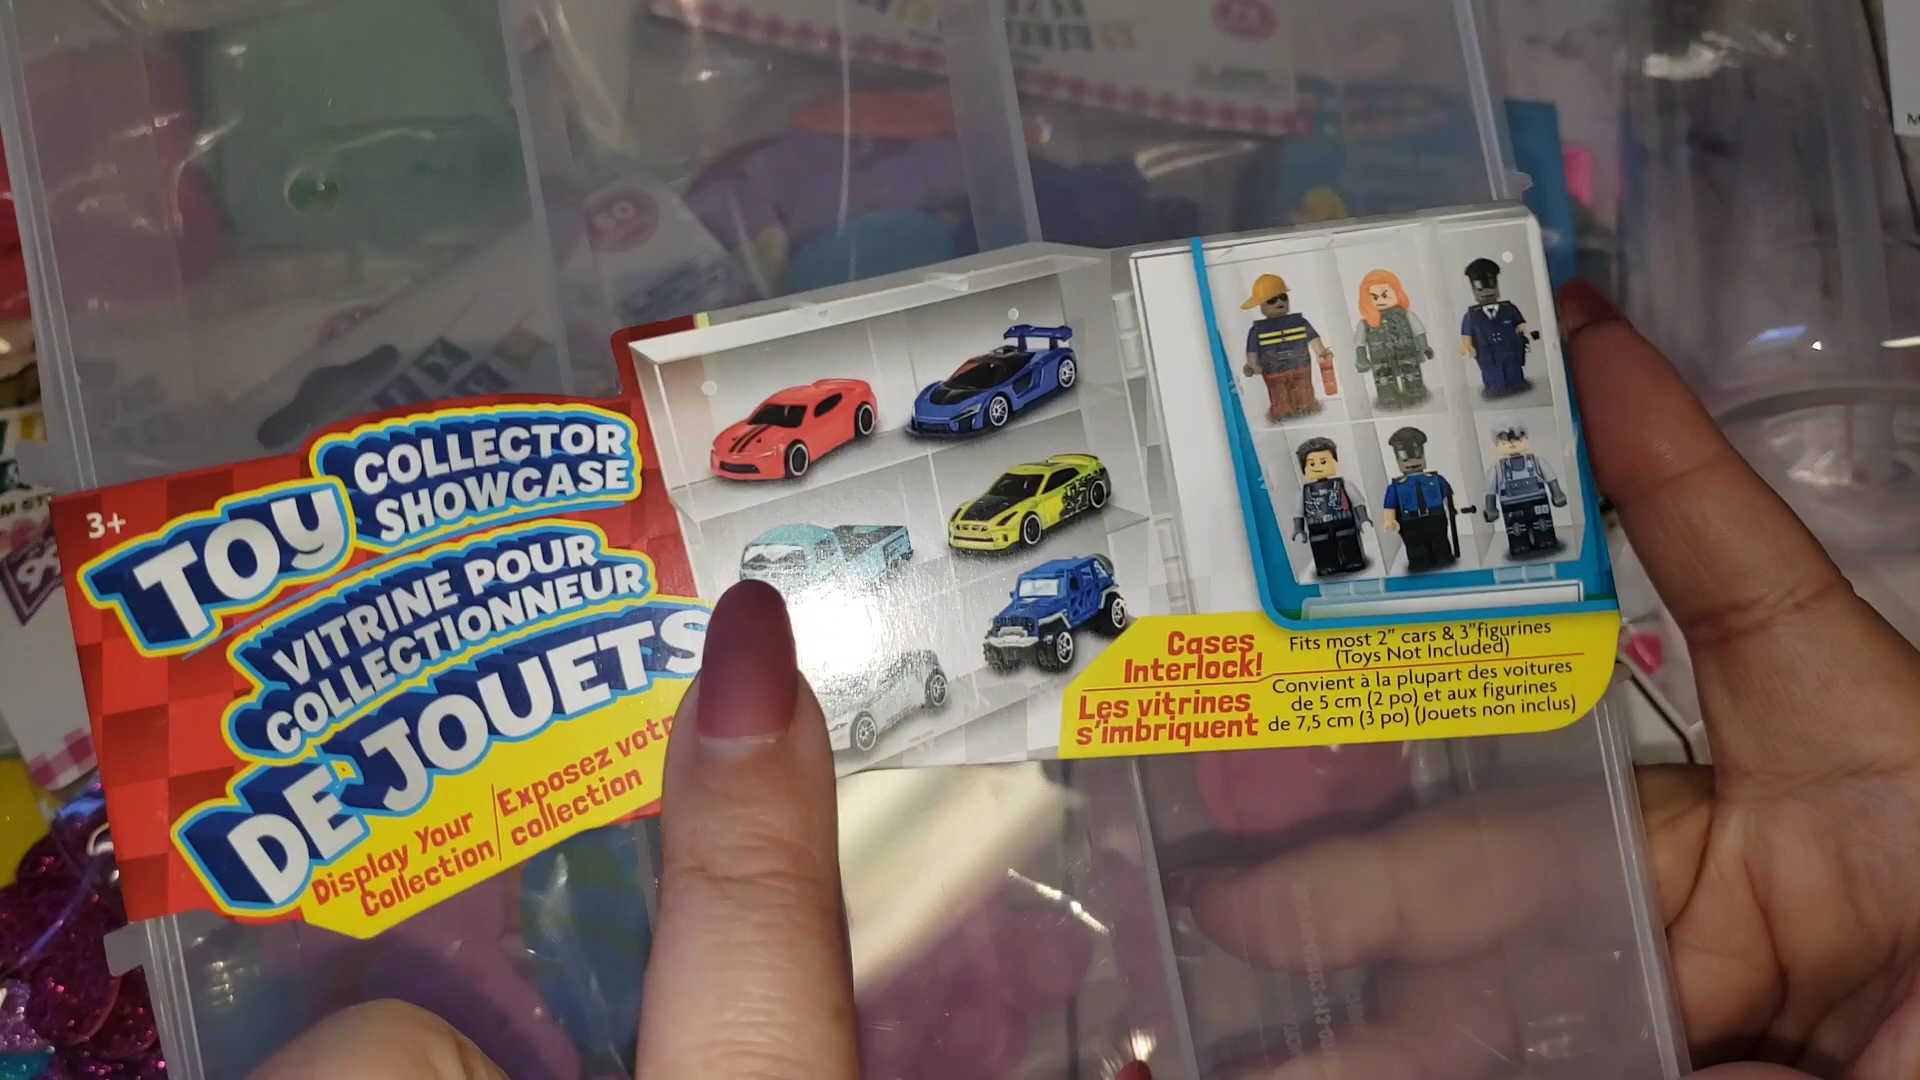 3+
TOY
COLLECTOR
SHOWCASE
VITRINE POUR
COLLECTIONNEUR
DE JOUETS
Display Your
Collection
Exposez
collection
Cases
Interlock!
Les vitrines
s'imbriquent
Fits most 2" cars & 3"figurines
(Toys Not Included)
Convient à la plupart des voitures
de 5 cm (2 po) et aux figurines
de 7,5 cm (3 po) (Jouets non inclus)